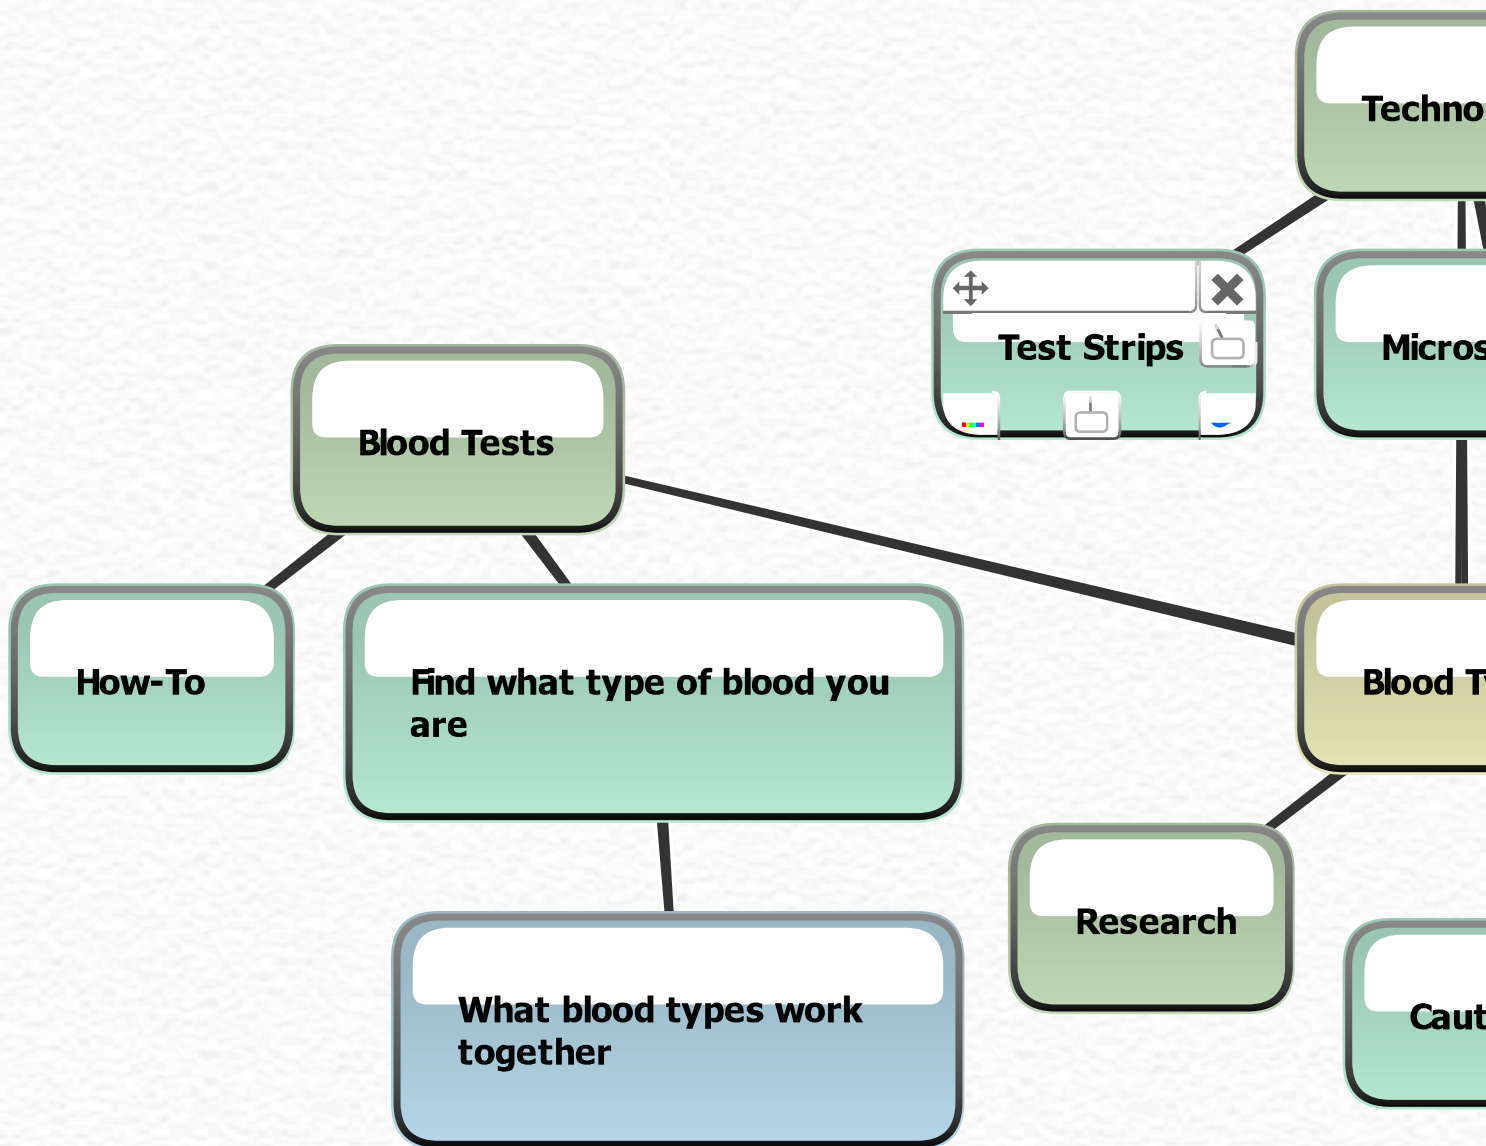 Techno
Test Strips
Micros
Blood Tests
How-To
Find what type of blood you
are
Blood Ty
Research
What blood types work
together
Caut